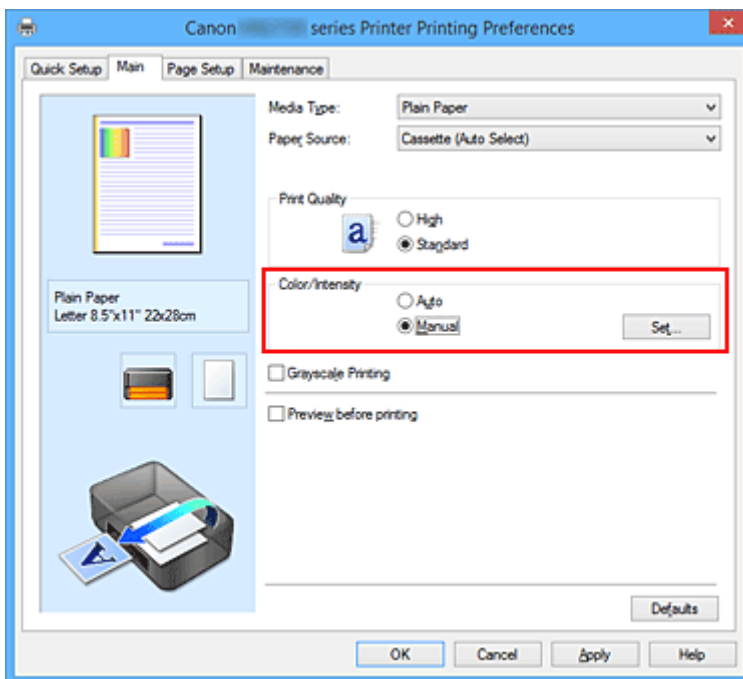 Canon series Printer Printing Preferences
Quick Setup Main Page Setup Maintenance
Media Type: Plain Paper
Paper Source: Cassette (Auto Select)
Print Quality
a
High
Standard
Color/Intensity
Auto
Manual Set...
Plain Paper
Letter 8.5"x11" 22x28cm
Grayscale Printing
Preview before printing
A
Defaults
OK Cancel Apply Help